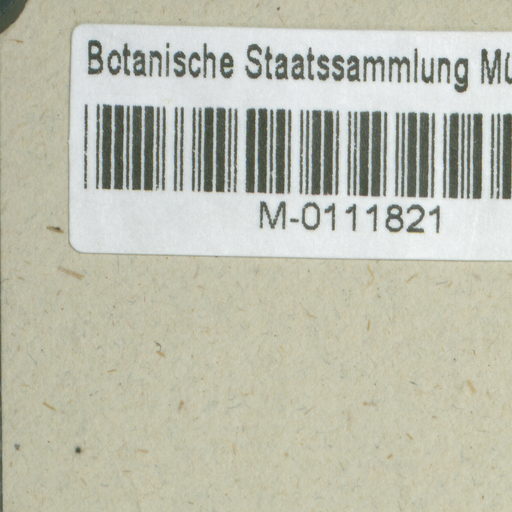 Botanische Staatssammlung MÜ
M-0111821